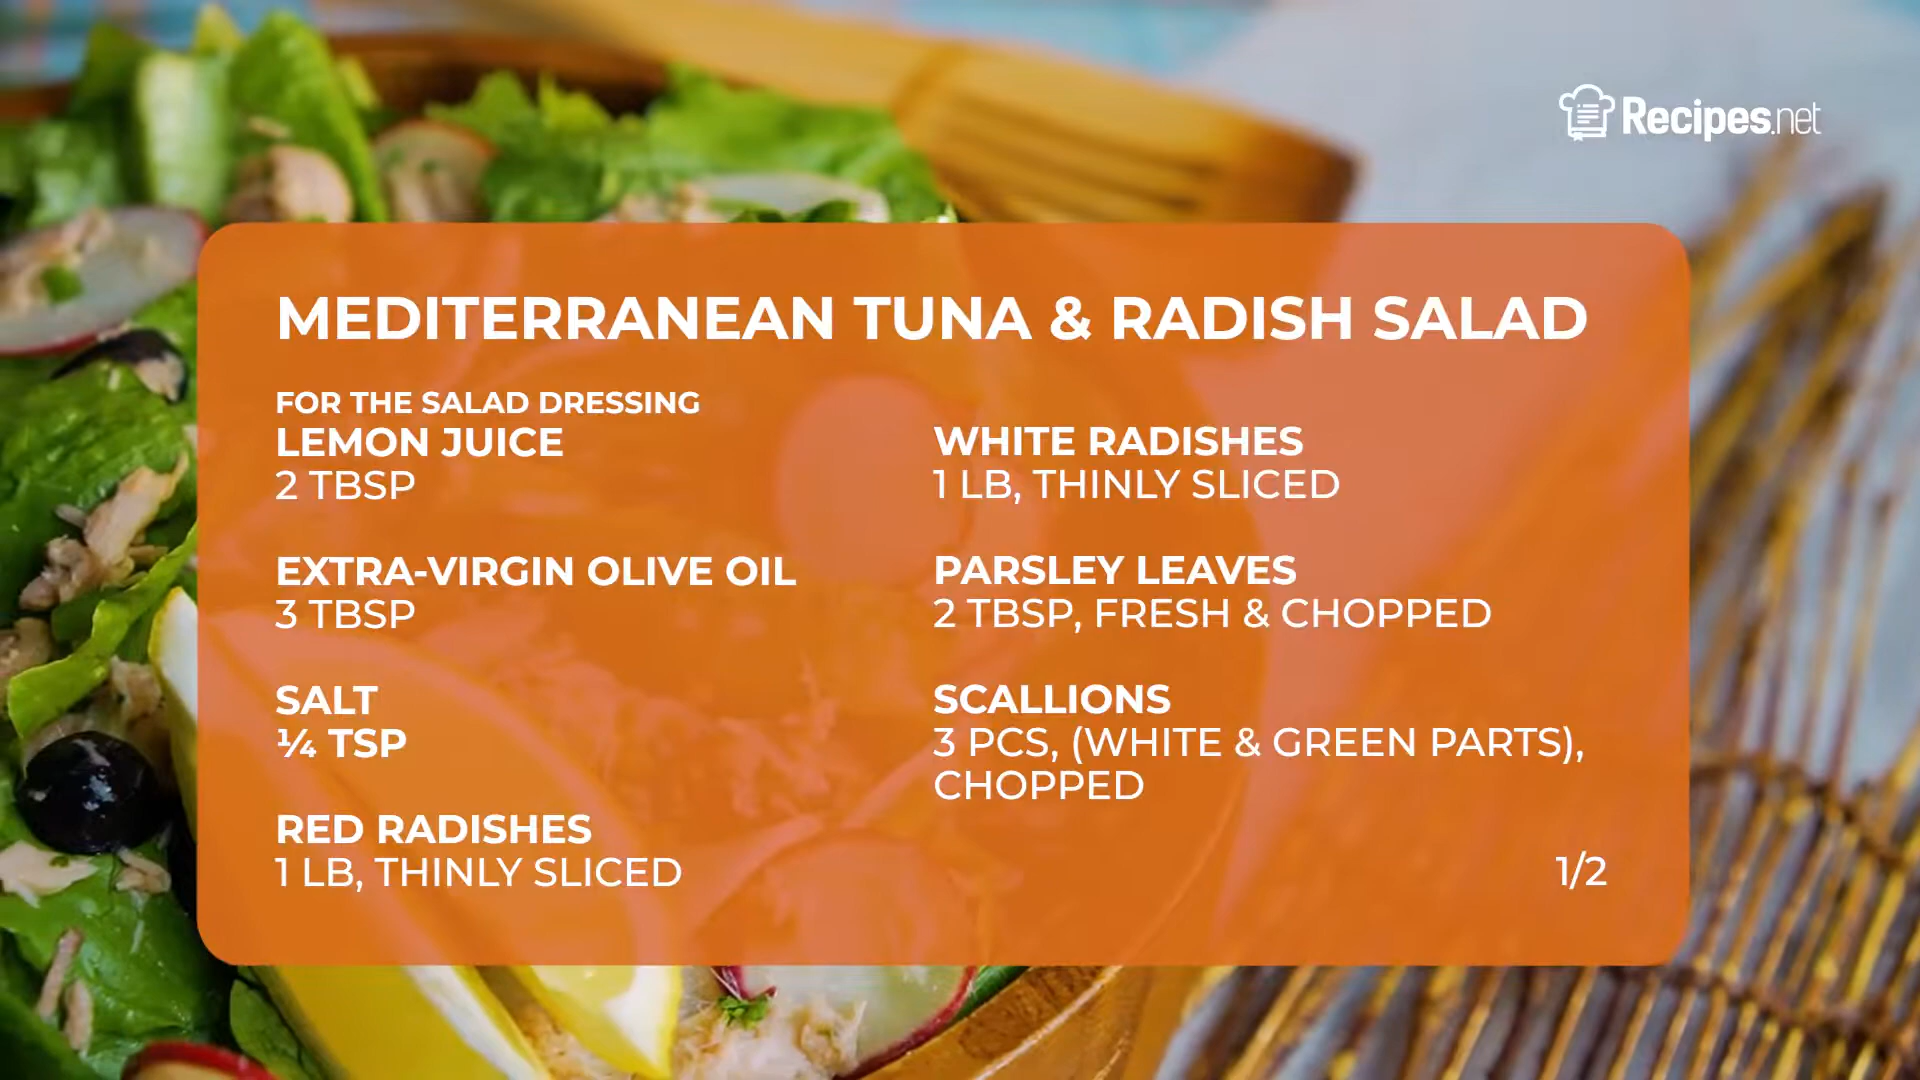 Recipes.net
MEDITERRANEAN TUNA & RADISH SALAD
FOR THE SALAD DRESSING
LEMON JUICE
2 TBSP
EXTRA-VIRGIN OLIVE OIL
3 TBSP
SALT
¼ TSP
RED RADISHES
1 LB, THINLY SLICED
WHITE RADISHES
1 LB, THINLY SLICED
PARSLEY LEAVES
2 TBSP, FRESH & CHOPPED
SCALLIONS
3 PCS, (WHITE & GREEN PARTS),
CHOPPED
1/2